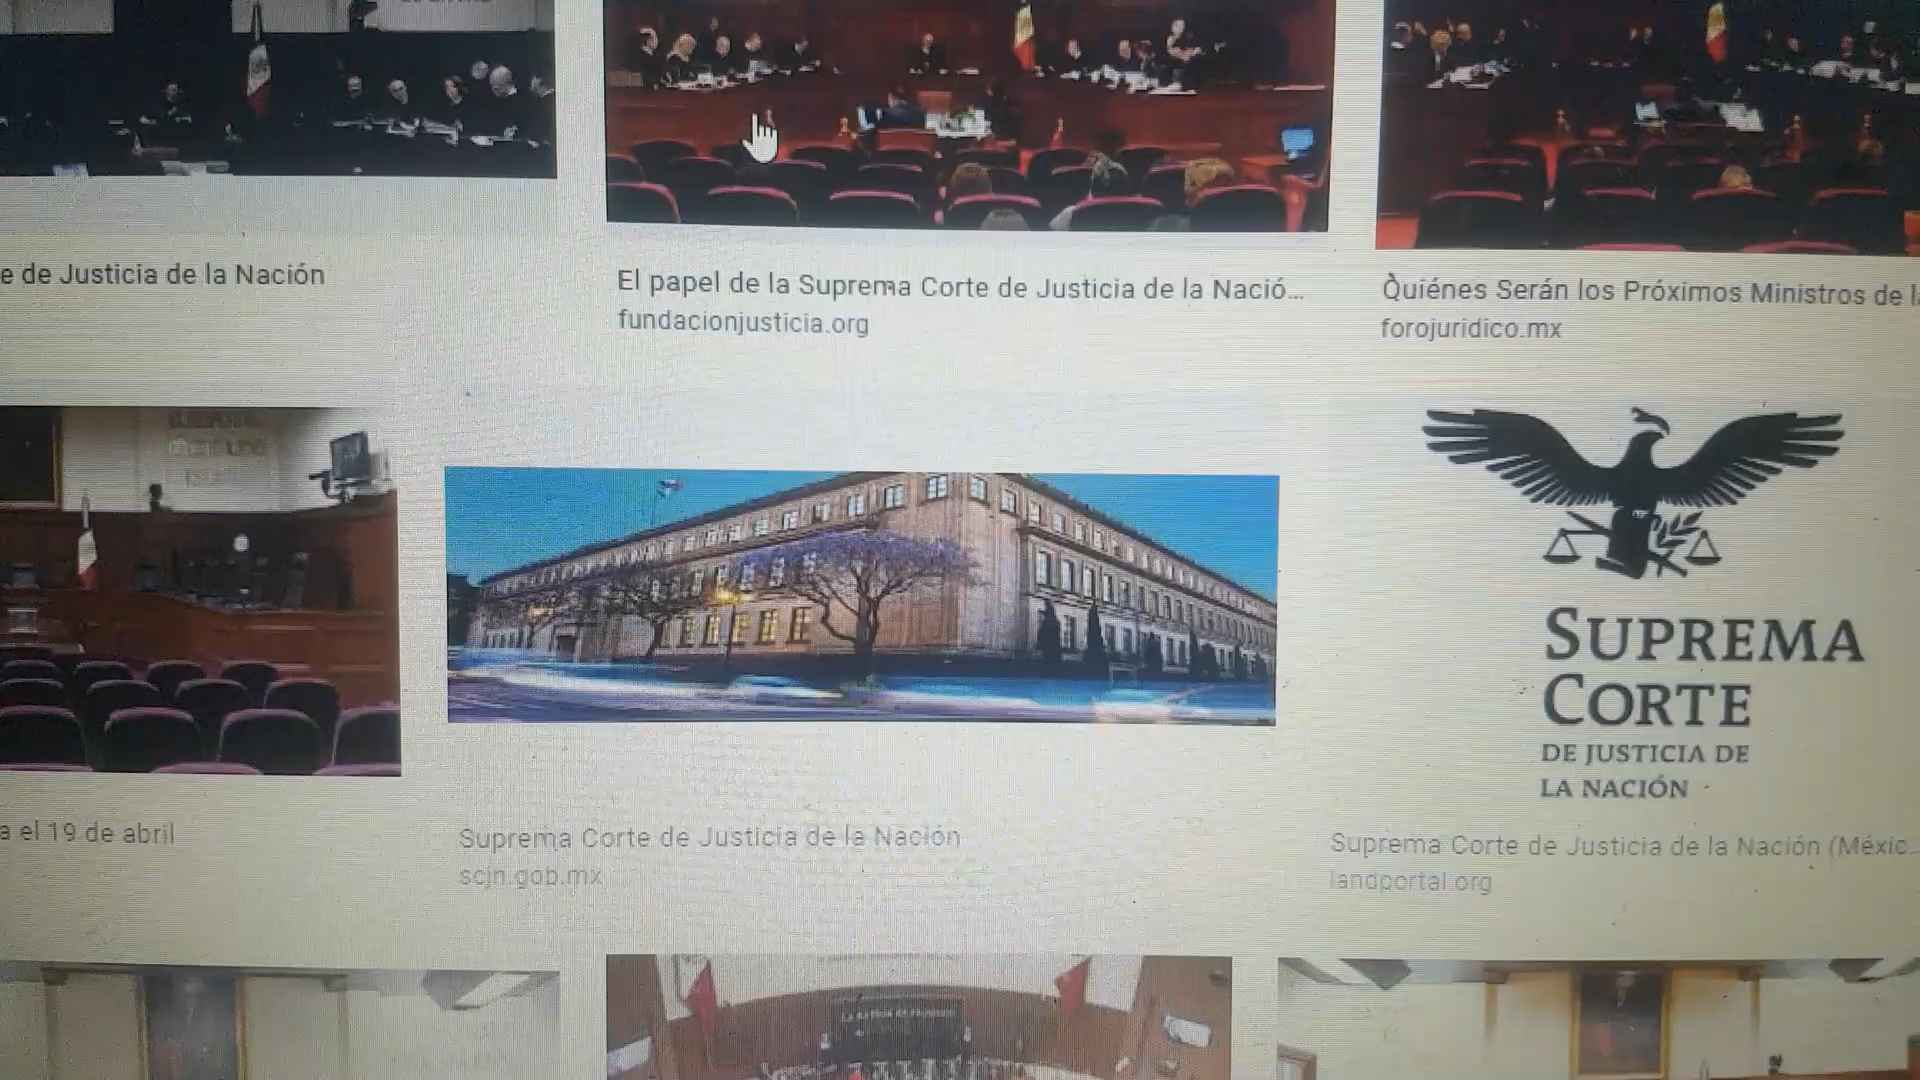 e de Justicia de la Nación
El papel de la Suprema Corte de Justicia de la Nació...
fundacionjusticia.org
Quiénes Serán los Próximos Ministros de l
forojuridico.mx
SUPREMA
CORTE
DE JUSTICIA DE
LA NACIÓN
a el 19 de abril
Suprema Corte de Justicia de la Nación
scjn.gob.mx
Suprema Corte de Justicia de la Nación (Méxic...
landportal.org